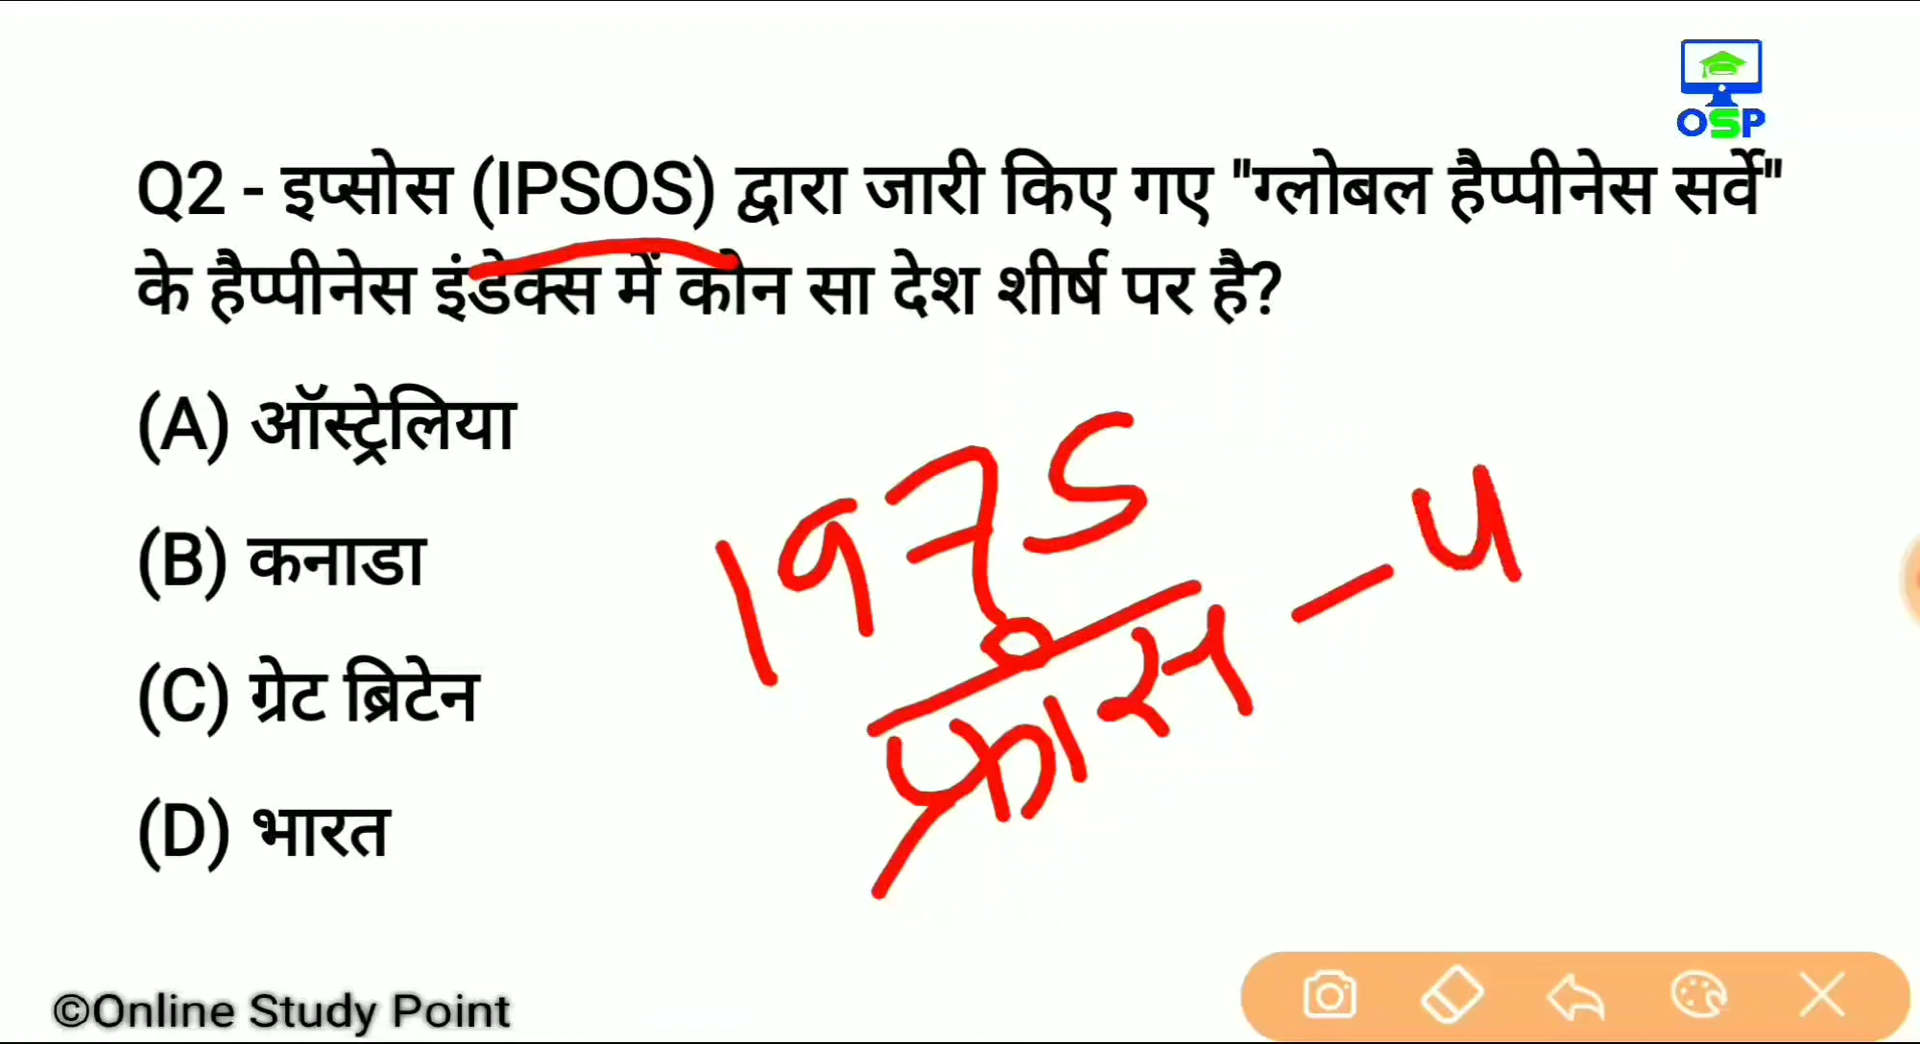 OSP
Q2 - इप्सोस (IPSOS) द्वारा जारी किए गए "ग्लोबल हैप्पीनेस सर्वे"
के हैप्पीनेस इंडेक्स में कोन सा देश शीर्ष पर है?
(A) ऑस्ट्रेलिया
(B) कनाडा
(C) ग्रेट ब्रिटेन
(D) भारत
1975
फ्रांस - 4
©Online Study Point